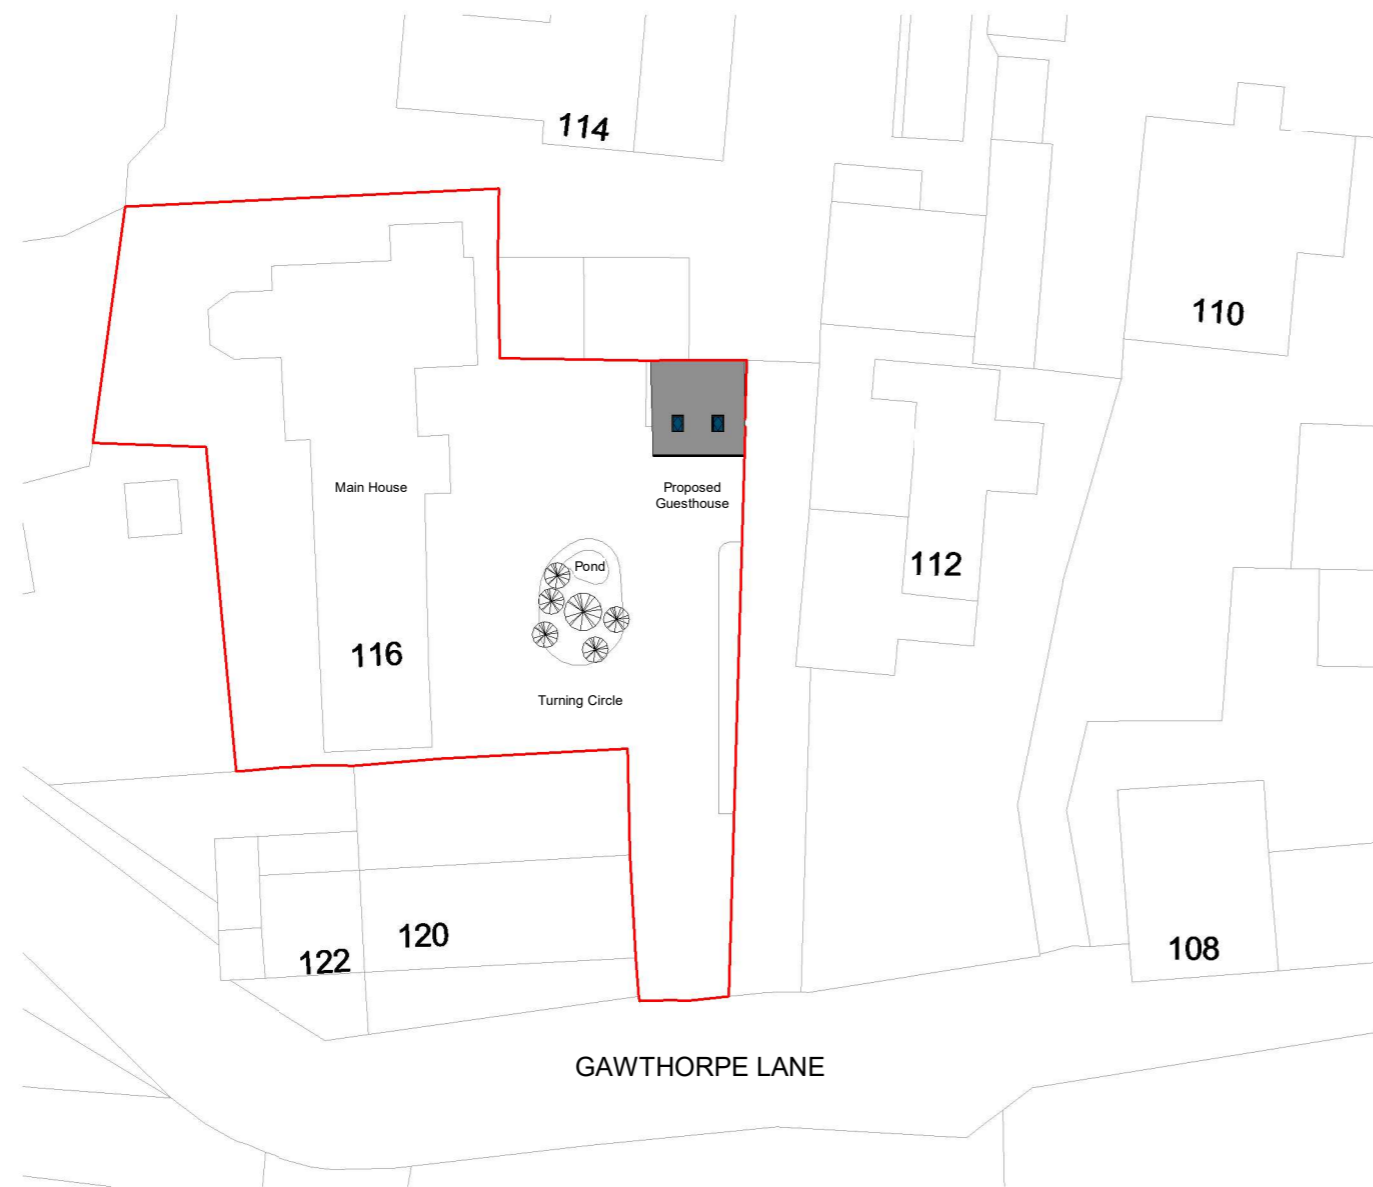 114
110
Main House
Proposed
Guesthouse
Pond
112
116
Turning Circle
120
122
108
GAWTHORPE LANE